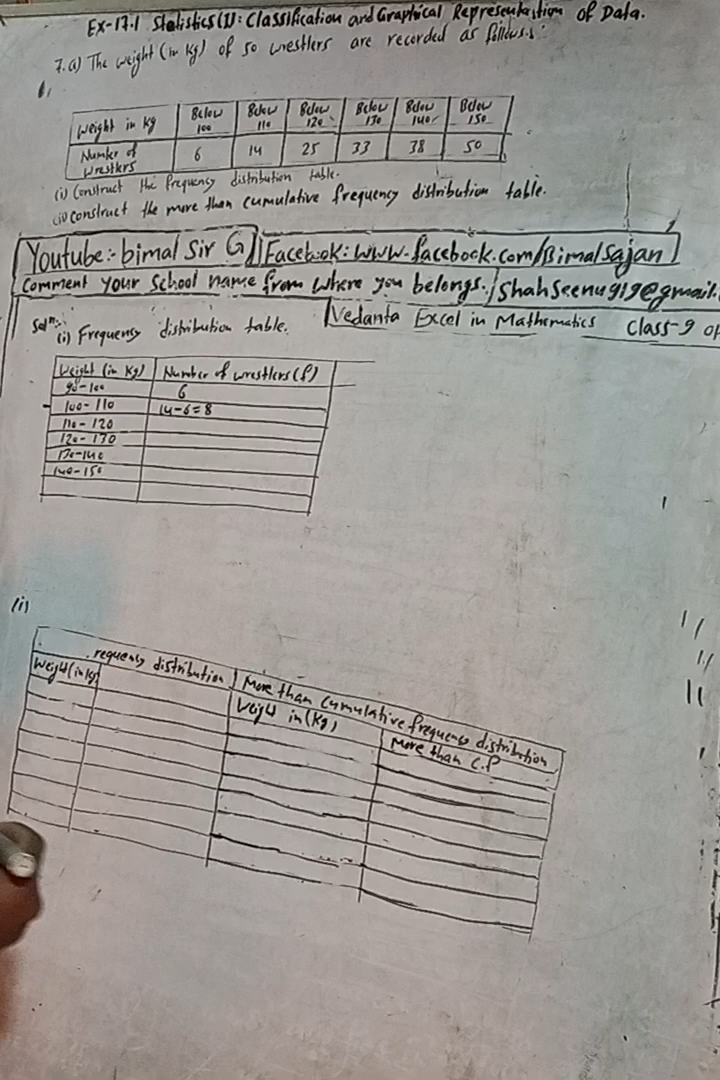 Ex-17.1 Statistics (I): Classification and Graphical Representation of Data.
7.a) The weight (in kg) of 50 wrestlers are recorded as follows:
Weight in kg Below 100 Below 110 Below 120 Below 130 Below 140 Below 150
Number of wrestlers 6 14 25 33 38 50
(i) Construct the frequency distribution table.
(ii) construct the more than cumulative frequency distribution table.
Youtube:- bimal Sir G Facebook: www.facebook.com/Bimalsajan
Comment your School name from where you belongs. / Shahseenu919@gmail.
Vedanta Excel in Mathematics Class-9 of
Solⁿ:-
(i) Frequency distribution table.
Weight (in kg) Number of wrestlers (f)
90-100 6
100-110 14-6=8
110-120
120-130
130-140
140-150
(ii)
requency distribution More than cumulative frequency distribution
Weight (in kg) Weight in (kg) More than c.f